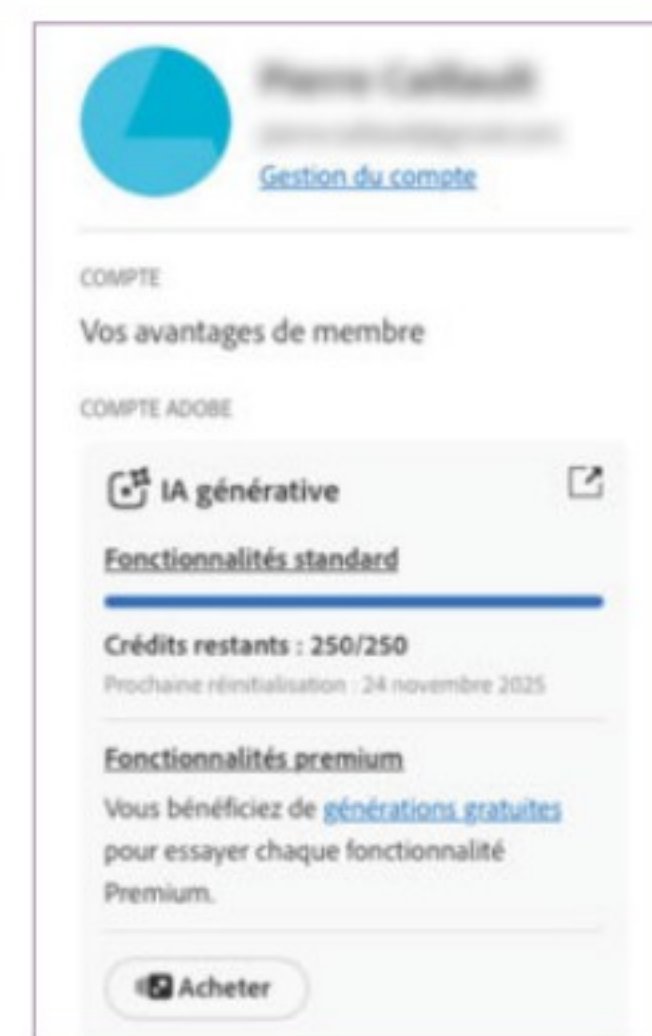 Gestion du compte
COMPTE
Vos avantages de membre
COMPTE ADOBE
IA générative
Fonctionnalités standard
Crédits restants : 250/250
Prochaine réinitialisation : 24 novembre 2025
Fonctionnalités premium
Vous bénéficiez de générations gratuites
pour essayer chaque fonctionnalité
Premium.
Acheter